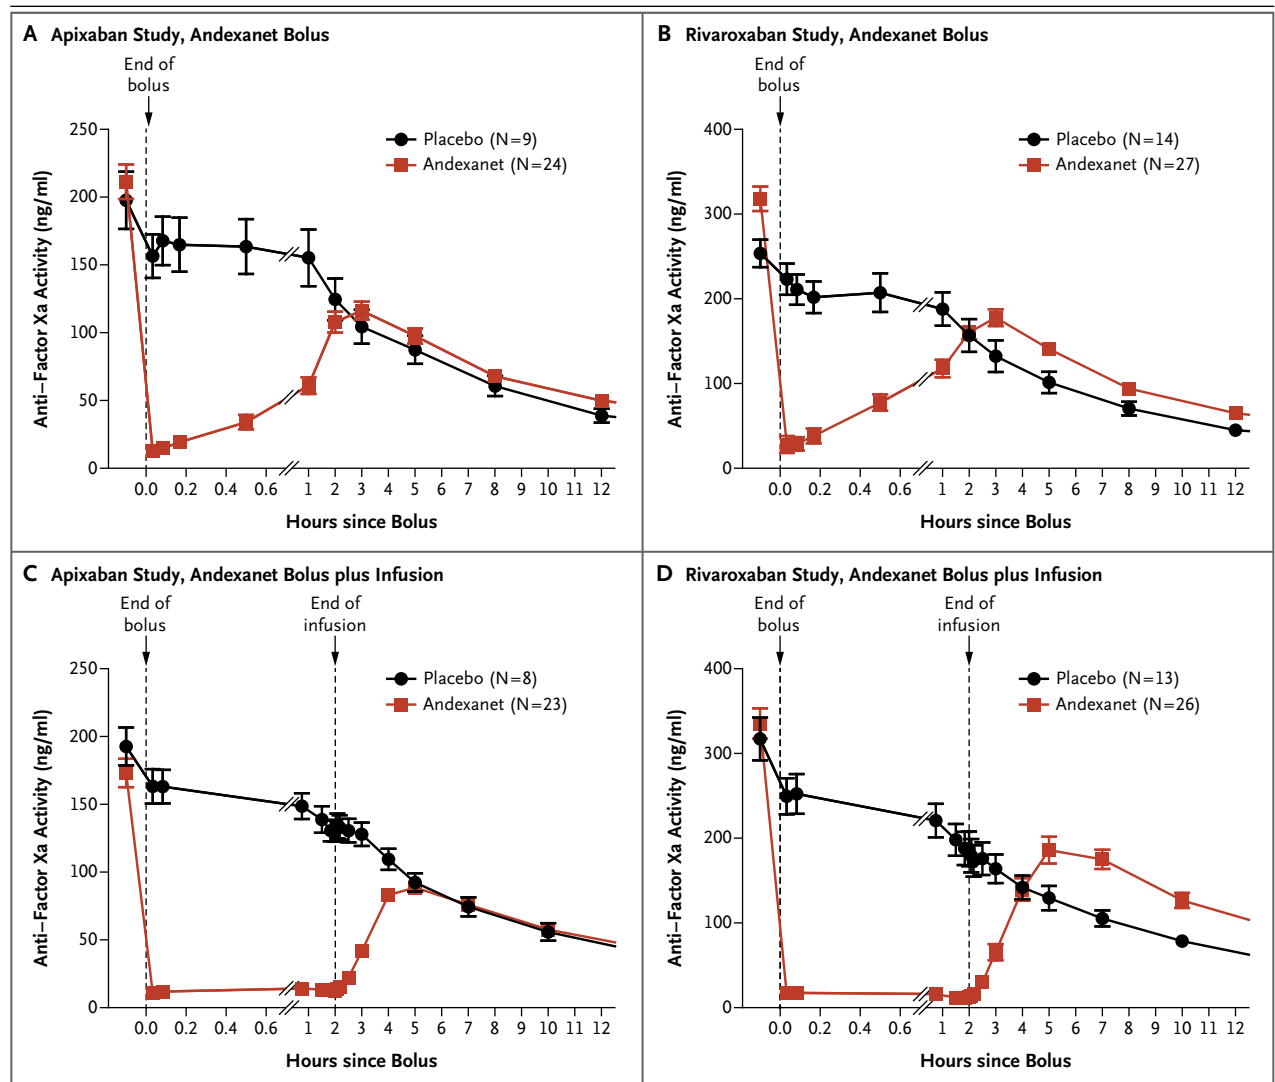 A Apixaban Study, Andexanet Bolus
End of
bolus
Placebo (N=9)
Andexanet (N=24)
Anti–Factor Xa Activity (ng/ml)
250
200
150
100
50
0
0.0 0.2 0.4 0.6 1 2 3 4 5 6 7 8 9 10 11 12
Hours since Bolus
B Rivaroxaban Study, Andexanet Bolus
End of
bolus
Placebo (N=14)
Andexanet (N=27)
Anti–Factor Xa Activity (ng/ml)
400
300
200
100
0
0.0 0.2 0.4 0.6 1 2 3 4 5 6 7 8 9 10 11 12
Hours since Bolus
C Apixaban Study, Andexanet Bolus plus Infusion
End of
bolus
End of
infusion
Placebo (N=8)
Andexanet (N=23)
Anti–Factor Xa Activity (ng/ml)
250
200
150
100
50
0
0.0 0.2 0.4 0.6 1 2 3 4 5 6 7 8 9 10 11 12
Hours since Bolus
D Rivaroxaban Study, Andexanet Bolus plus Infusion
End of
bolus
End of
infusion
Placebo (N=13)
Andexanet (N=26)
Anti–Factor Xa Activity (ng/ml)
400
300
200
100
0
0.0 0.2 0.4 0.6 1 2 3 4 5 6 7 8 9 10 11 12
Hours since Bolus